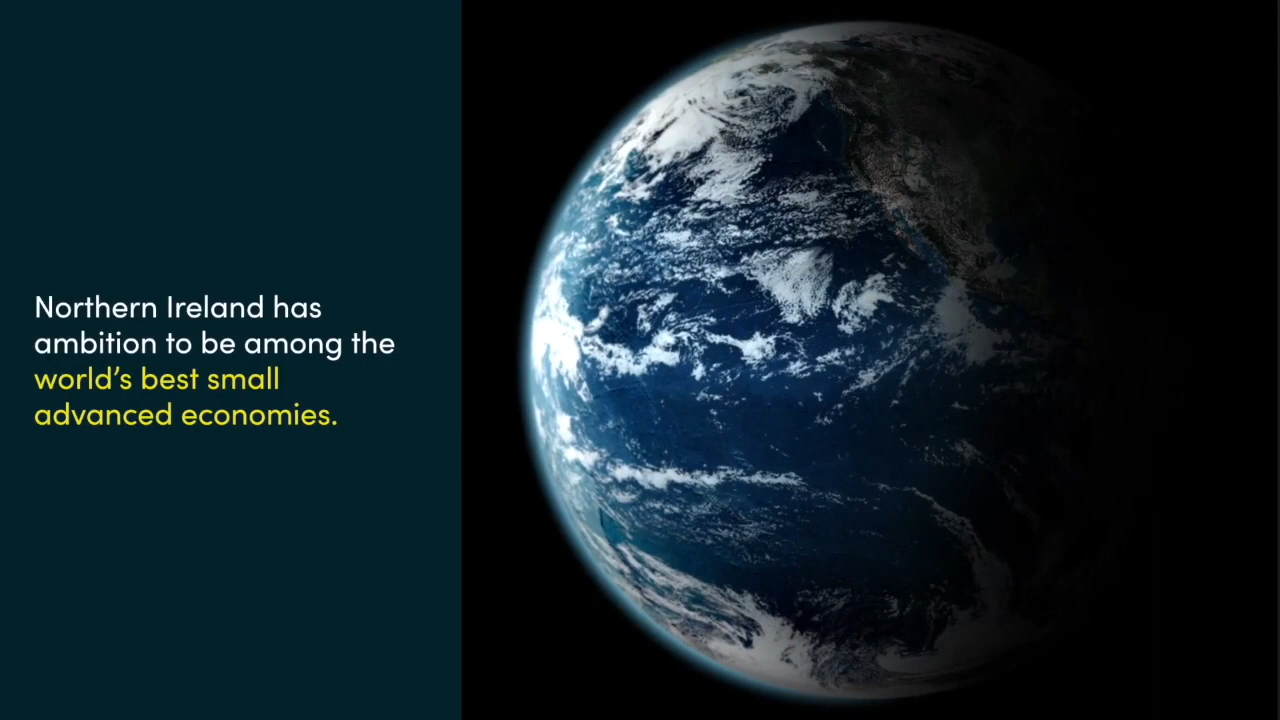 Northern Ireland has
ambition to be among the
world’s best small
advanced economies.